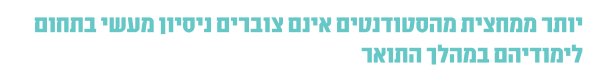 יותר ממחצית מהסטודנטים אינם צוברים ניסיון מעשי בתחום
לימודיהם במהלך התואר